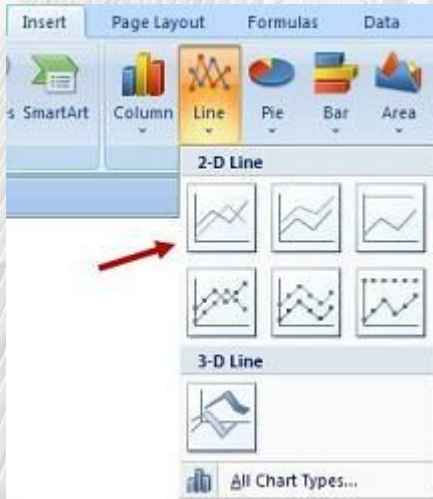 Insert Page Layout Formulas Data
s SmartArt Column Line Pie Bar Area
2-D Line
3-D Line
All Chart Types...